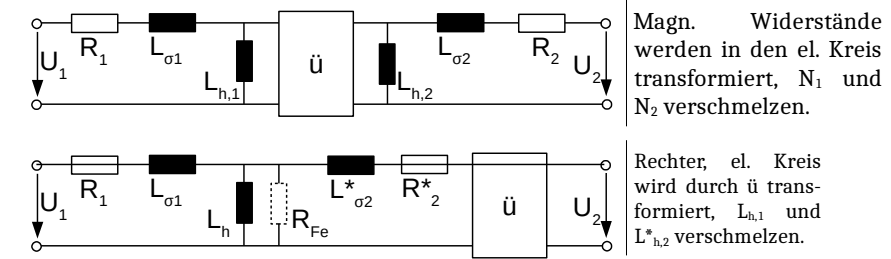 U1 R1 Lσ1 Lh,1 ü Lh,2 Lσ2 R2 U2
Magn. Widerstände
werden in den el. Kreis
transformiert, N1 und
N2 verschmelzen.
U1 R1 Lσ1 Lh RFe L*σ2 R*2 ü U2
Rechter, el. Kreis
wird durch ü trans-
formiert, Lh,1 und
L*h,2 verschmelzen.